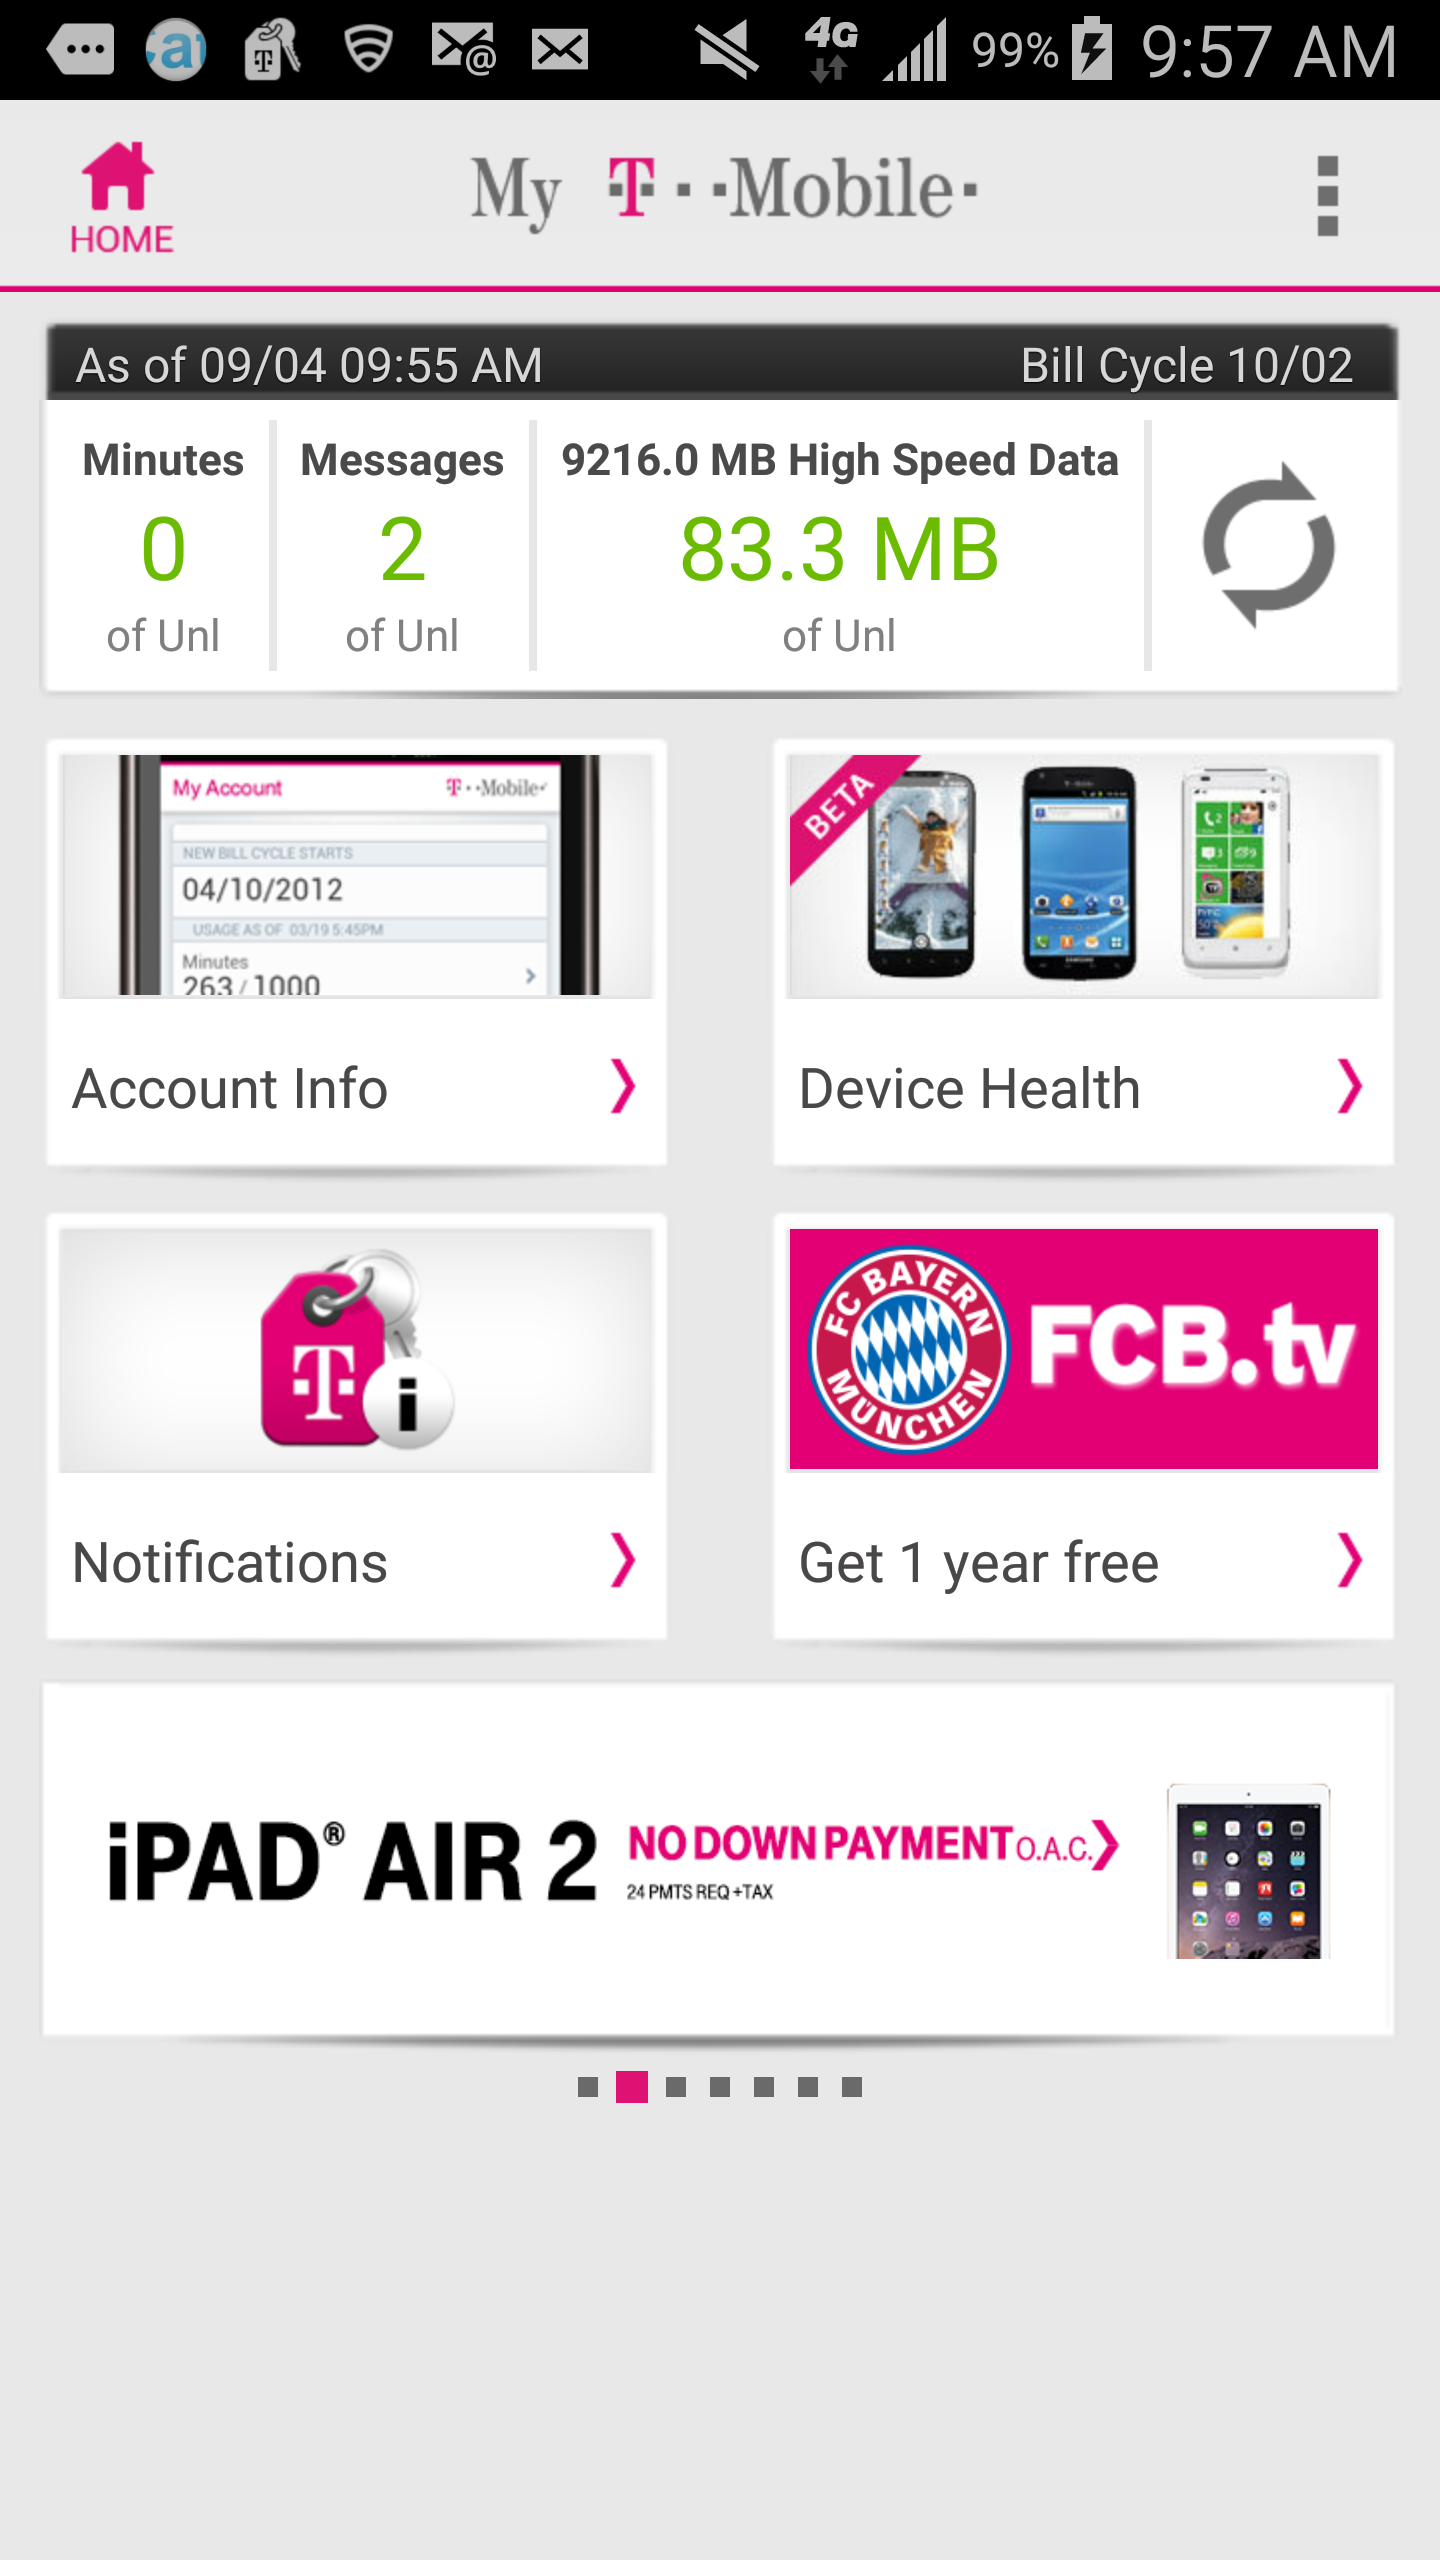 99% 9:57 AM
4G
HOME
My T··Mobile·
As of 09/04 09:55 AM
Bill Cycle 10/02
Minutes
0
of Unl
Messages
2
of Unl
9216.0 MB High Speed Data
83.3 MB
of Unl
My Account
T··Mobile·
NEW BILL CYCLE STARTS
04/10/2012
USAGE AS OF 03/19 5:45PM
Minutes
263 / 1000
Account Info
BETA
Device Health
T
i
Notifications
FC BAYERN
MÜNCHEN
FCB.tv
Get 1 year free
iPAD® AIR 2
NO DOWN PAYMENT O.A.C.
24 PMTS REQ +TAX